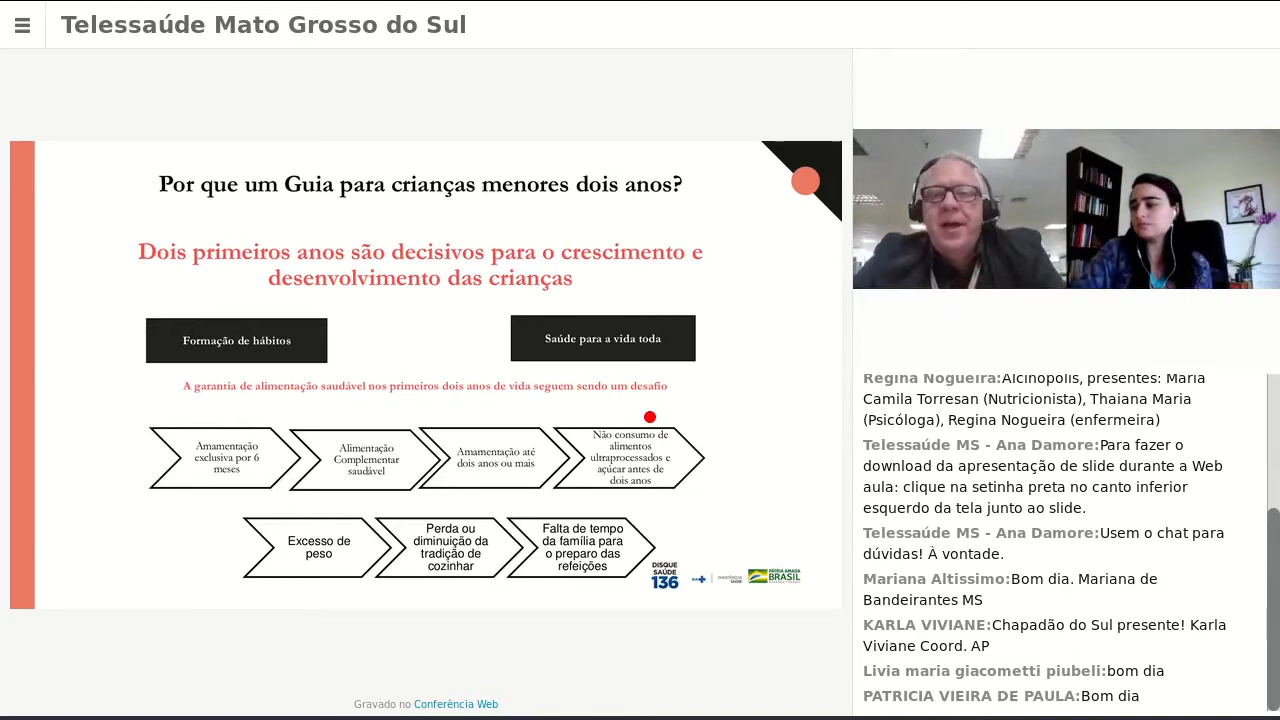 Telessaúde Mato Grosso do Sul
Por que um Guia para crianças menores dois anos?
Dois primeiros anos são decisivos para o crescimento e
desenvolvimento das crianças
Formação de hábitos
Saúde para a vida toda
A garantia de alimentação saudável nos primeiros dois anos de vida seguem sendo um desafio
Amamentação
exclusiva por 6
meses
Alimentação
Complementar
saudável
Amamentação até
dois anos ou mais
Não consumo de
alimentos
ultraprocessados e
açúcar antes de
dois anos
Excesso de
peso
Perda ou
diminuição da
tradição de
cozinhar
Falta de tempo
da família para
o preparo das
refeições
DISQUE
SAÚDE
136
PÁTRIA AMADA
BRASIL
Gravado no Conferência Web
Regina Nogueira:Alcinópolis, presentes: Maria
Camila Torresan (Nutricionista), Thaiana Maria
(Psicóloga), Regina Nogueira (enfermeira)
Telessaúde MS - Ana Damore:Para fazer o
download da apresentação de slide durante a Web
aula: clique na setinha preta no canto inferior
esquerdo da tela junto ao slide.
Telessaúde MS - Ana Damore:Usem o chat para
dúvidas! À vontade.
Mariana Altissimo:Bom dia. Mariana de
Bandeirantes MS
KARLA VIVIANE:Chapadão do Sul presente! Karla
Viviane Coord. AP
Livia maria giacometti piubeli:bom dia
PATRICIA VIEIRA DE PAULA:Bom dia